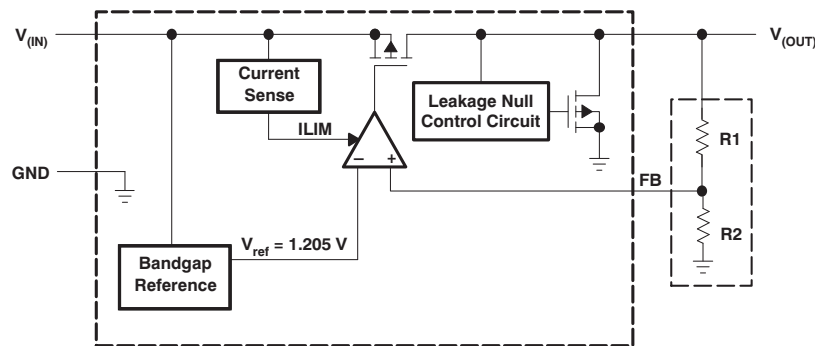 V(IN)
V(OUT)
Current
Sense
Leakage Null
Control Circuit
R1
ILIM
– +
GND
FB
R2
Vref = 1.205 V
Bandgap
Reference